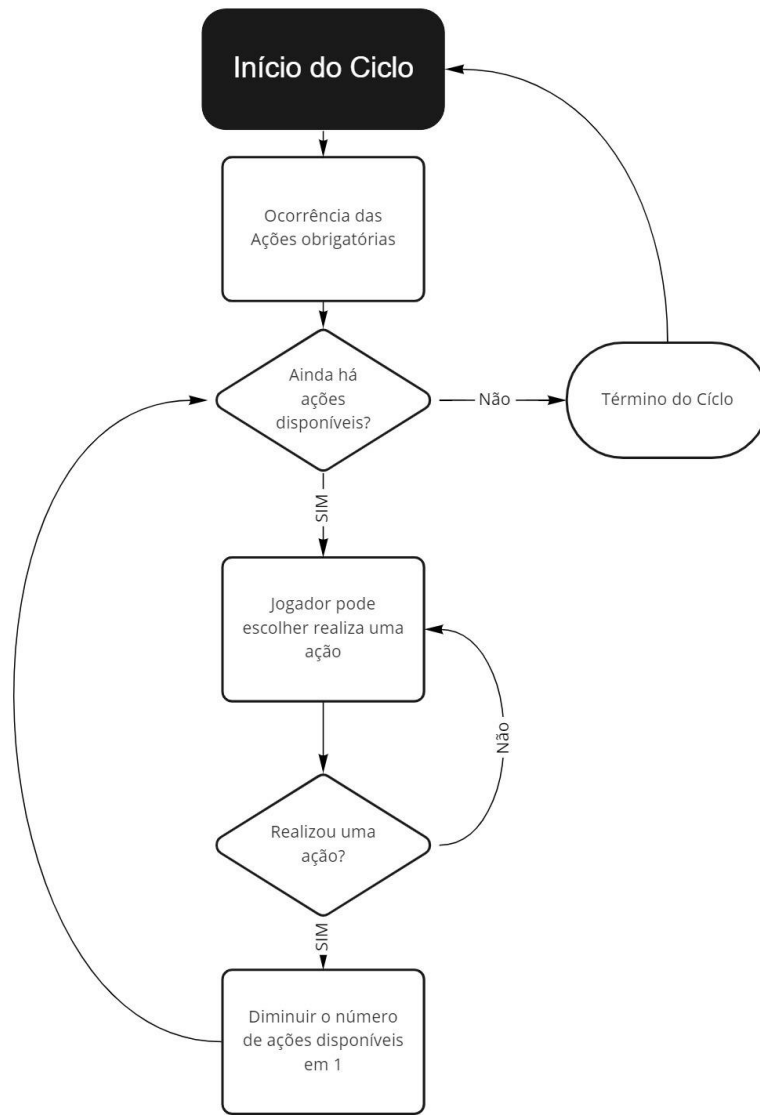 Início do Ciclo
Ocorrência das
Ações obrigatórias
Ainda há
ações
disponíveis?
Não
Término do Cíclo
SIM
Jogador pode
escolher realiza uma
ação
Não
Realizou uma
ação?
SIM
Diminuir o número
de ações disponíveis
em 1